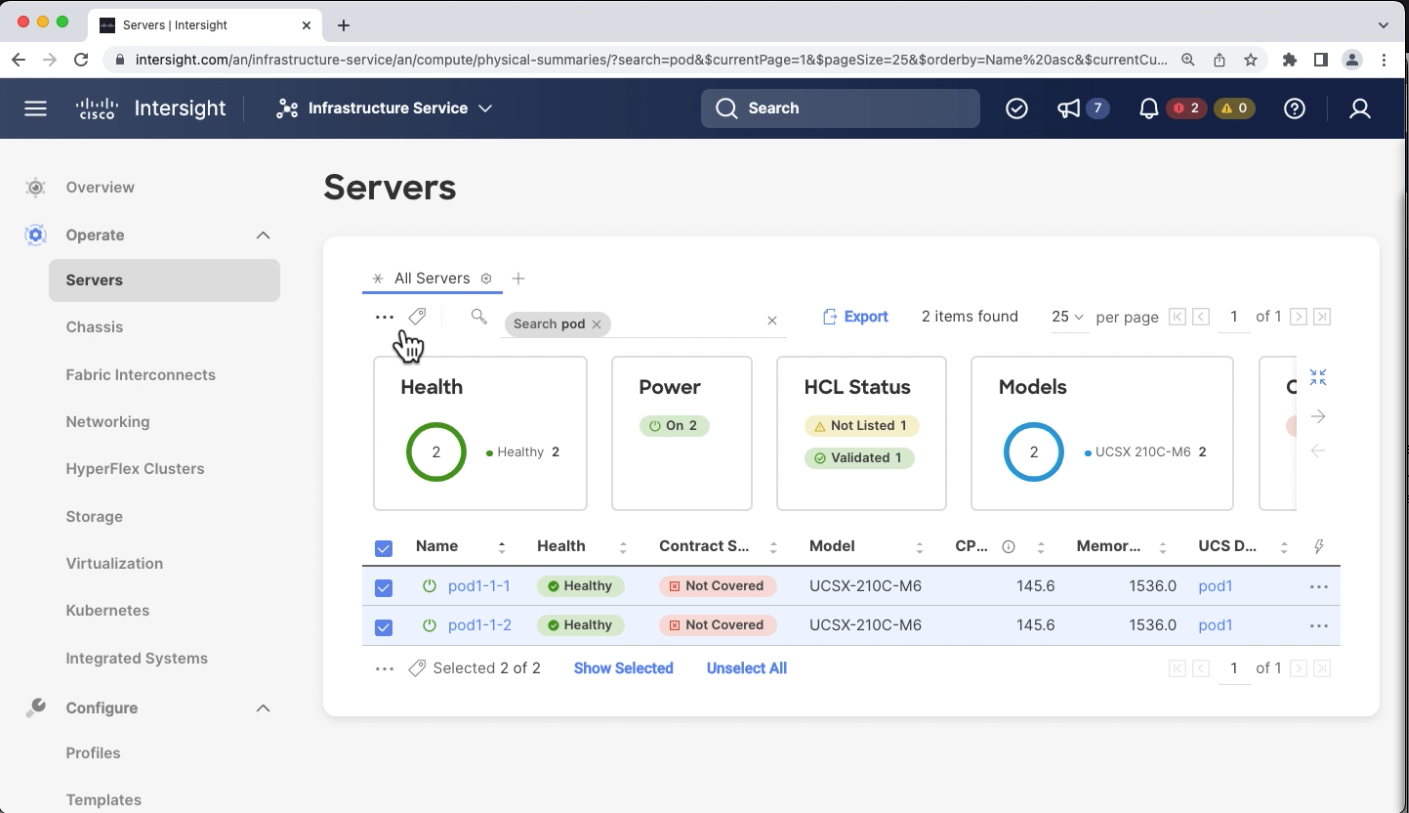 Servers | Intersight
intersight.com/an/infrastructure-service/an/compute/physical-summaries/?search=pod&$currentPage=1&$pageSize=25&$orderby=Name%20asc&$currentCu...
CISCO Intersight Infrastructure Service Search 7 2 0
Overview
Operate
Servers
Chassis
Fabric Interconnects
Networking
HyperFlex Clusters
Storage
Virtualization
Kubernetes
Integrated Systems
Configure
Profiles
Templates
Servers
All Servers
Search pod Export 2 items found 25 per page 1 of 1
Health
2 Healthy 2
Power
On 2
HCL Status
Not Listed 1
Validated 1
Models
2 UCSX 210C-M6 2
Name Health Contract S... Model CP... Memor... UCS D...
pod1-1-1 Healthy Not Covered UCSX-210C-M6 145.6 1536.0 pod1
pod1-1-2 Healthy Not Covered UCSX-210C-M6 145.6 1536.0 pod1
Selected 2 of 2 Show Selected Unselect All 1 of 1